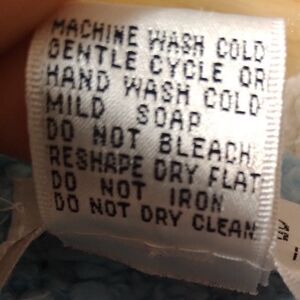 MACHINE WASH COLD
GENTLE CYCLE OR
HAND WASH COLD
MILD SOAP
DO NOT BLEACH
RESHAPE DRY FLAT
DO NOT IRON
DO NOT DRY CLEAN